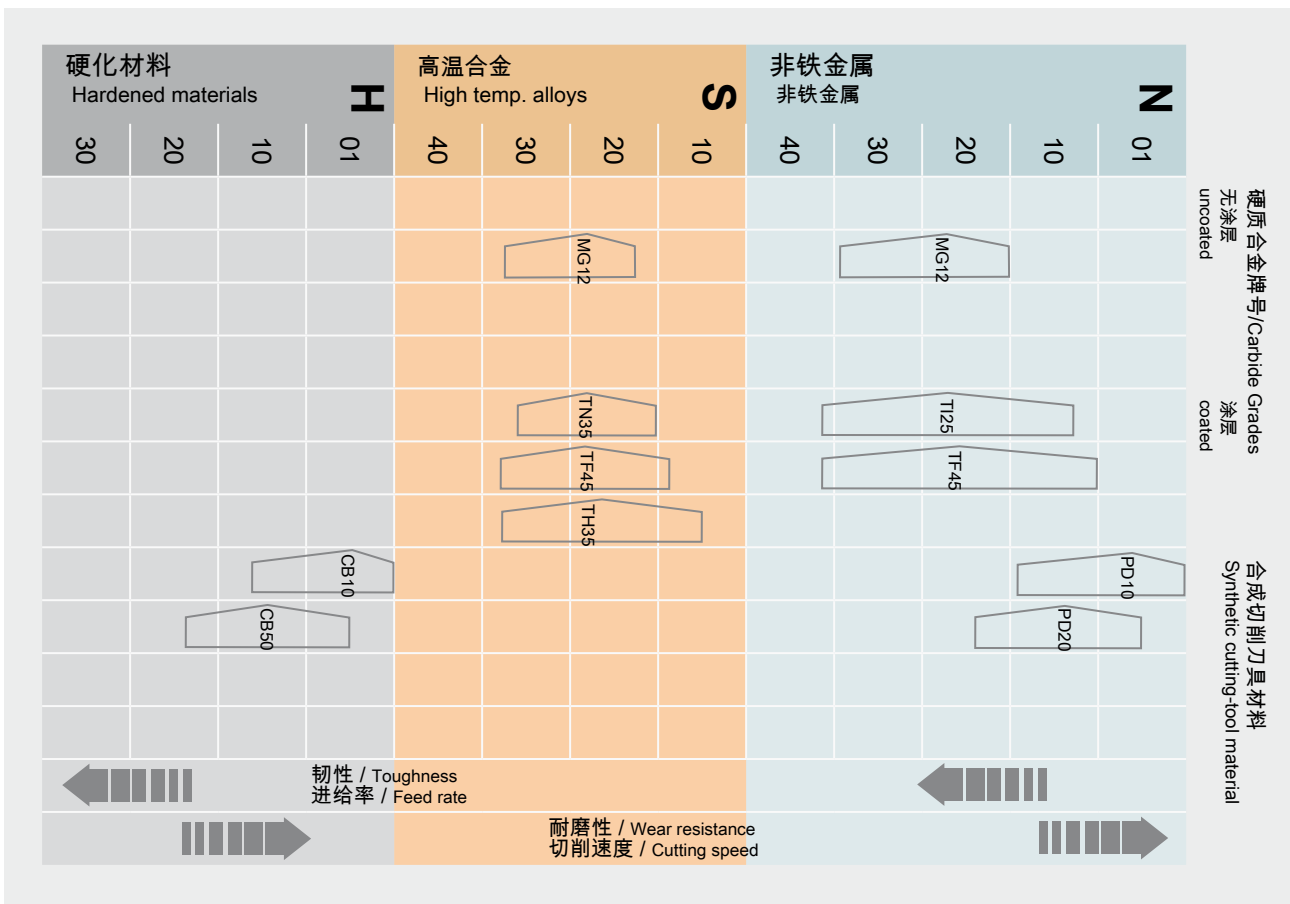 硬化材料
Hardened materials
H
高温合金
High temp. alloys
S
非铁金属
非铁金属
N
30
20
10
01
40
30
20
10
40
30
20
10
01
硬质合金牌号/Carbide Grades
无涂层
uncoated
涂层
coated
合成切削刀具材料
Synthetic cutting-tool material
MG12
MG12
TN35
TI25
TF45
TF45
TH35
CB10
PD10
CB50
PD20
韧性 / Toughness
进给率 / Feed rate
耐磨性 / Wear resistance
切削速度 / Cutting speed